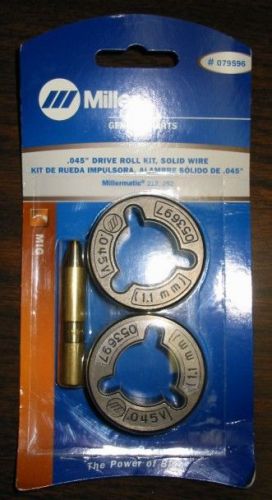 # 079596
Miller
.045" DRIVE ROLL KIT, SOLID WIRE
KIT DE RUEDA IMPULSORA, ALAMBRE SÓLIDO DE .045"
Millermatic
MIG
053697
.045V
(1.1 mm)
053697
(1.1 mm)
.045V
The Power of